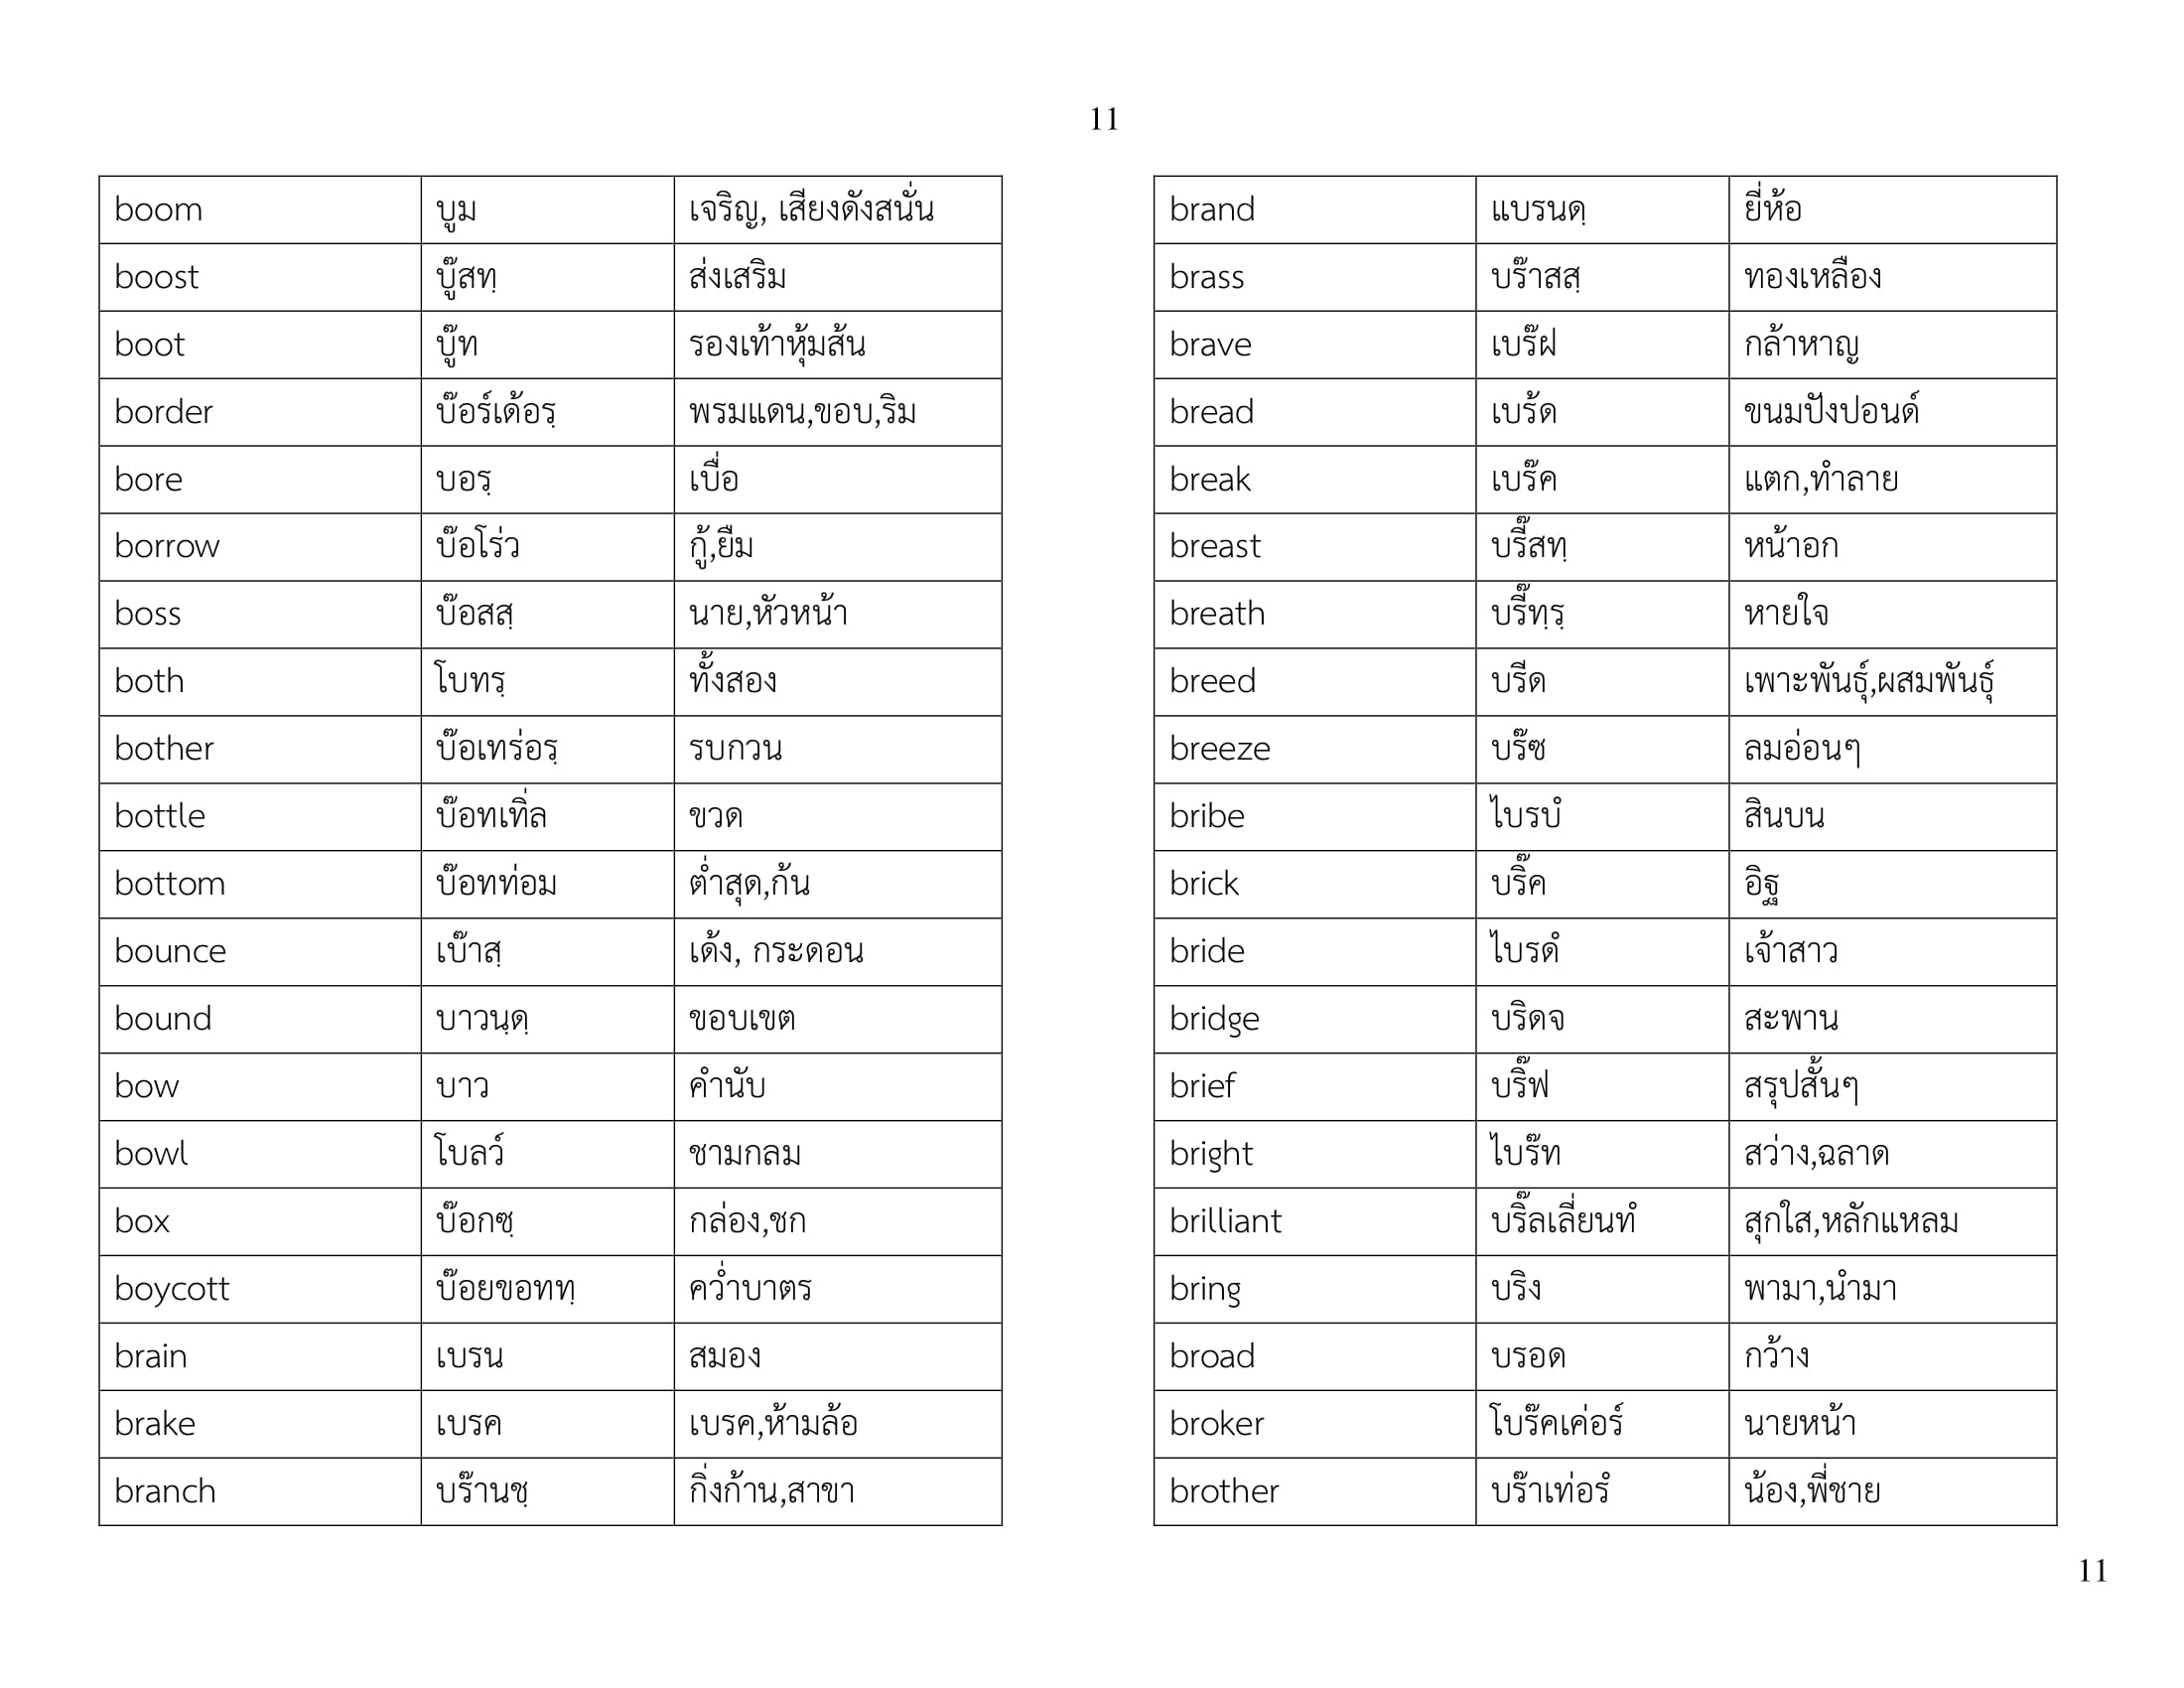 11
boom บูม เจริญ, เสียงดังสนั่น
boost บู๊สทฺ ส่งเสริม
boot บู๊ท รองเท้าหุ้มส้น
border บ๊อร์เด้อรฺ พรมแดน,ขอบ,ริม
bore บอรฺ เบื่อ
borrow บ๊อโร่ว กู้,ยืม
boss บ๊อสสฺ นาย,หัวหน้า
both โบทรฺ ทั้งสอง
bother บ๊อเทร่อรฺ รบกวน
bottle บ๊อทเทิ่ล ขวด
bottom บ๊อทท่อม ต่ำสุด,ก้น
bounce เบ๊าสฺ เด้ง, กระดอน
bound บาวนฺดฺ ขอบเขต
bow บาว คำนับ
bowl โบลว์ ชามกลม
box บ๊อกซฺ กล่อง,ชก
boycott บ๊อยขอททฺ คว่ำบาตร
brain เบรน สมอง
brake เบรค เบรค,ห้ามล้อ
branch บร๊านชฺ กิ่งก้าน,สาขา
brand แบรนดฺ ยี่ห้อ
brass บร๊าสสฺ ทองเหลือง
brave เบร๊ฝ กล้าหาญ
bread เบร้ด ขนมปังปอนด์
break เบร๊ค แตก,ทำลาย
breast บรี๊สทฺ หน้าอก
breath บรี๊ทฺรฺ หายใจ
breed บรีด เพาะพันธุ์,ผสมพันธุ์
breeze บร๊ซ ลมอ่อนๆ
bribe ไบรบํ สินบน
brick บริ๊ค อิฐ
bride ไบรดํ เจ้าสาว
bridge บริดจ สะพาน
brief บริ๊ฟ สรุปสั้นๆ
bright ไบร๊ท สว่าง,ฉลาด
brilliant บริ๊ลเลี่ยนทํ สุกใส,หลักแหลม
bring บริง พามา,นำมา
broad บรอด กว้าง
broker โบร๊คเค่อร์ นายหน้า
brother บร๊าเท่อรํ น้อง,พี่ชาย
11